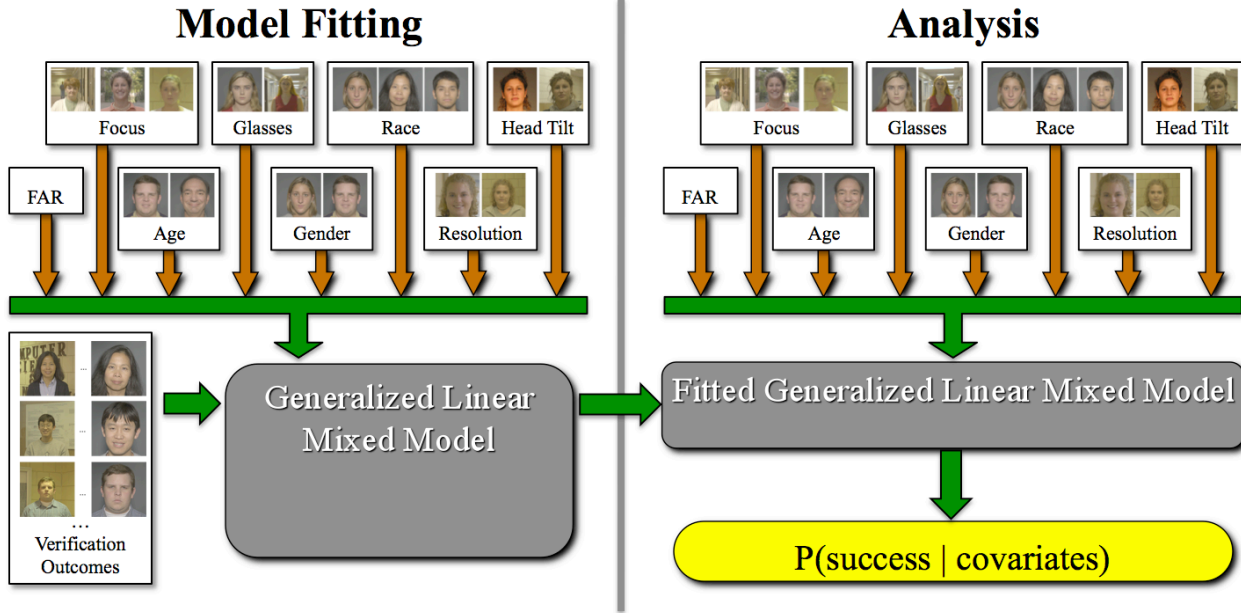 Model Fitting
Focus
Glasses
Race
Head Tilt
FAR
Age
Gender
Resolution
...
...
...
...
Verification
Outcomes
Generalized Linear
Mixed Model
Analysis
Focus
Glasses
Race
Head Tilt
FAR
Age
Gender
Resolution
Fitted Generalized Linear Mixed Model
P(success | covariates)